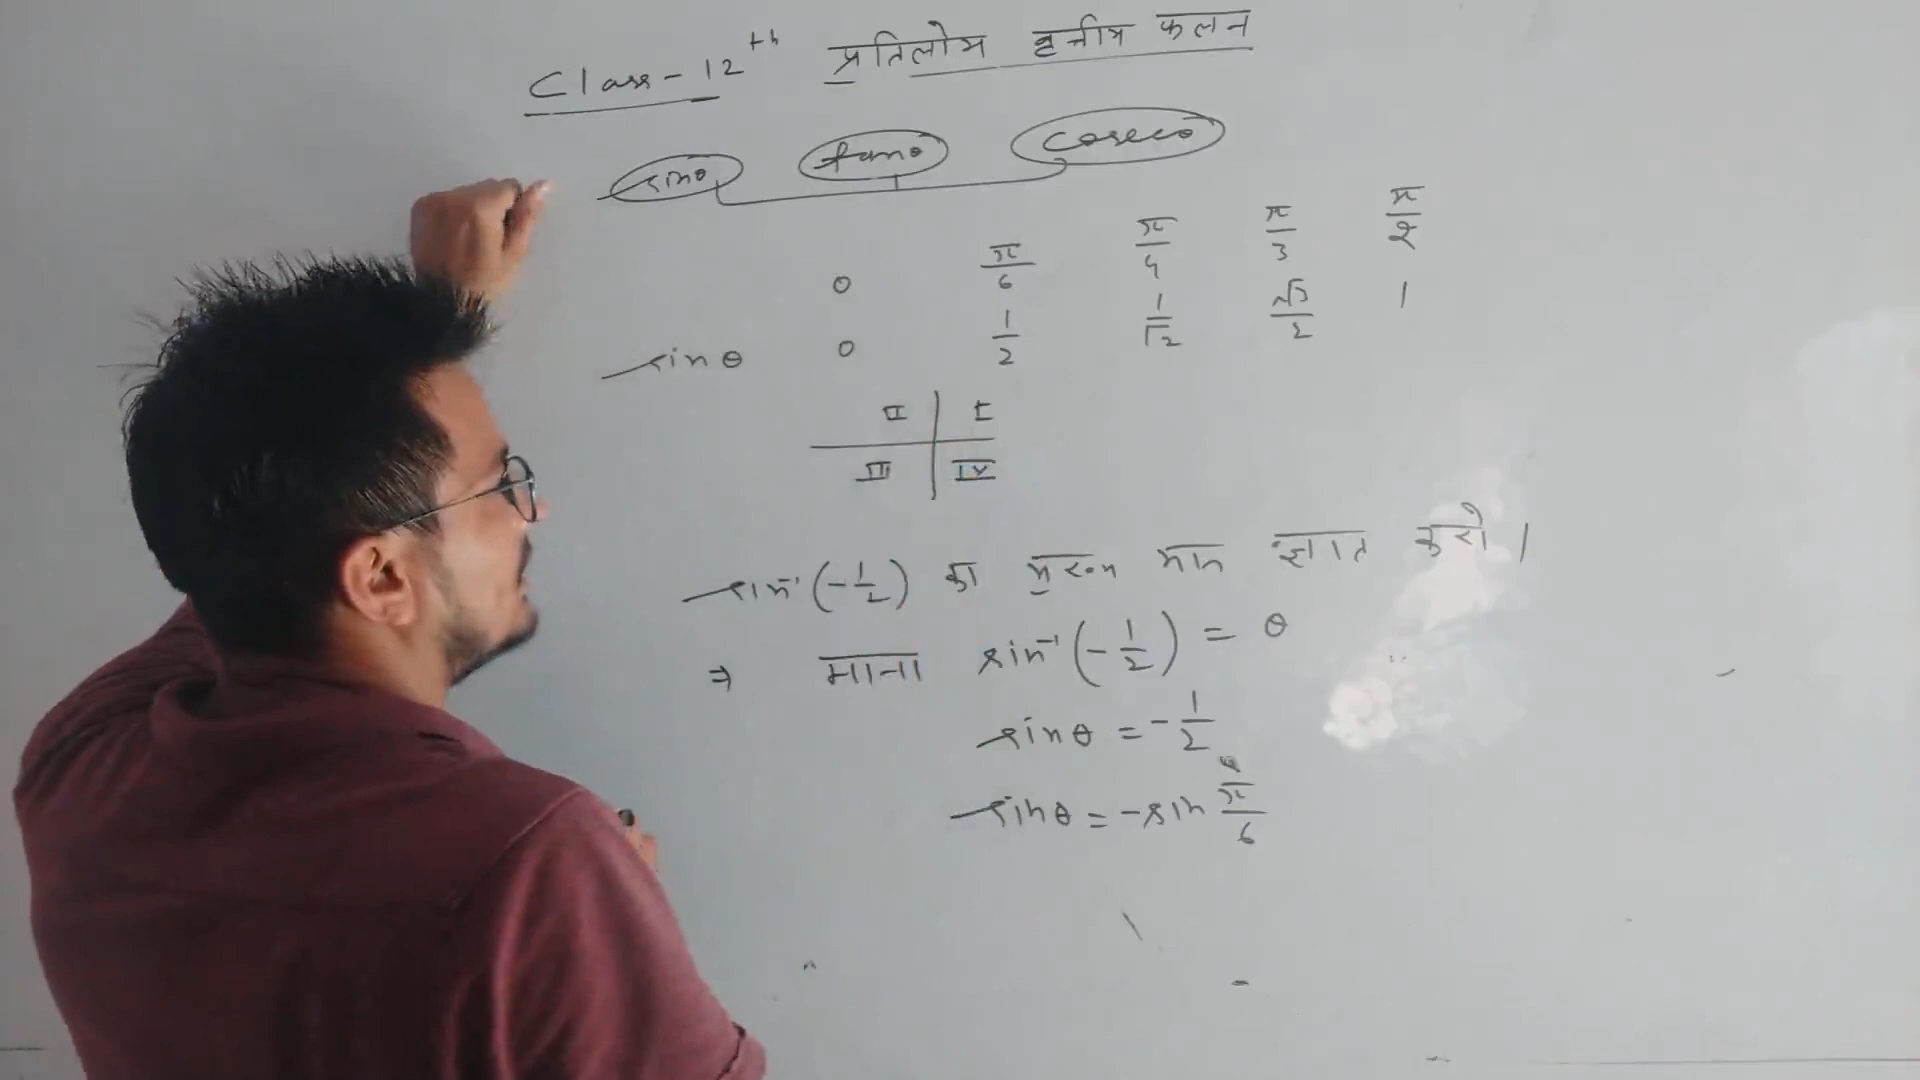 Class-12th प्रतिलोम वृत्तीय फलन
sinθ tanθ cosecθ
0 π/6 π/4 π/3 π/2
sinθ 0 1/2 1/√2 √3/2 1
II I
III IV
sin⁻¹(-1/2) का मुख्य मान ज्ञात करो।
⇒ माना sin⁻¹(-1/2) = θ
sinθ = -1/2
sinθ = -sin π/6